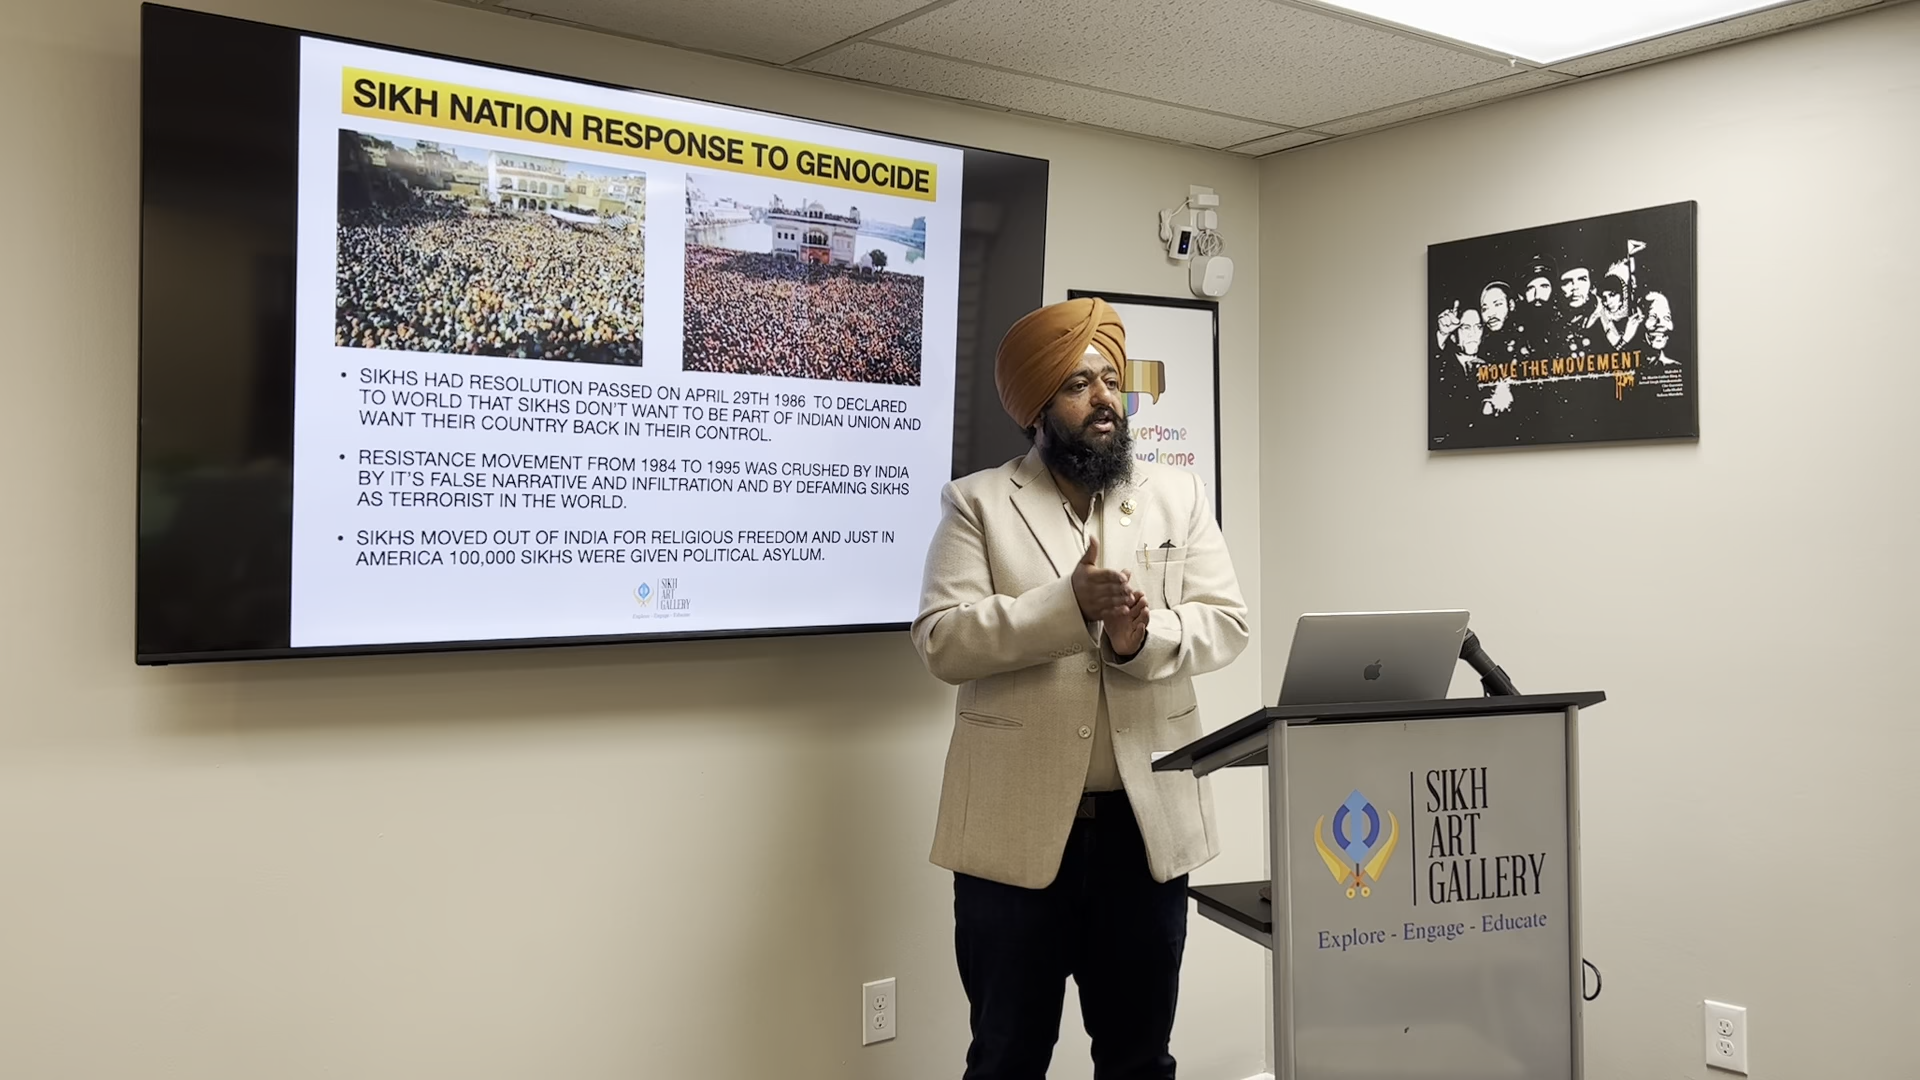 SIKH NATION RESPONSE TO GENOCIDE
• SIKHS HAD RESOLUTION PASSED ON APRIL 29TH 1986 TO DECLARED
TO WORLD THAT SIKHS DON'T WANT TO BE PART OF INDIAN UNION AND
WANT THEIR COUNTRY BACK IN THEIR CONTROL.
• RESISTANCE MOVEMENT FROM 1984 TO 1995 WAS CRUSHED BY INDIA
BY IT'S FALSE NARRATIVE AND INFILTRATION AND BY DEFAMING SIKHS
AS TERRORIST IN THE WORLD.
• SIKHS MOVED OUT OF INDIA FOR RELIGIOUS FREEDOM AND JUST IN
AMERICA 100,000 SIKHS WERE GIVEN POLITICAL ASYLUM.
SIKH
ART
GALLERY
Explore - Engage - Educate
everyone
welcome
MOVE THE MOVEMENT
SIKH
ART
GALLERY
Explore - Engage - Educate